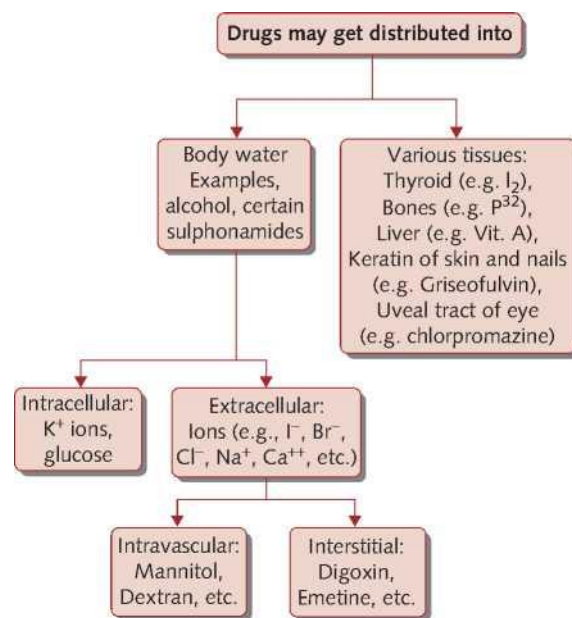 Drugs may get distributed into
Body water
Examples,
alcohol, certain
sulphonamides
Various tissues:
Thyroid (e.g. I₂),
Bones (e.g. P³²),
Liver (e.g. Vit. A),
Keratin of skin and nails
(e.g. Griseofulvin),
Uveal tract of eye
(e.g. chlorpromazine)
Intracellular:
K⁺ ions,
glucose
Extracellular:
Ions (e.g., I⁻, Br⁻,
Cl⁻, Na⁺, Ca⁺⁺, etc.)
Intravascular:
Mannitol,
Dextran, etc.
Interstitial:
Digoxin,
Emetine, etc.